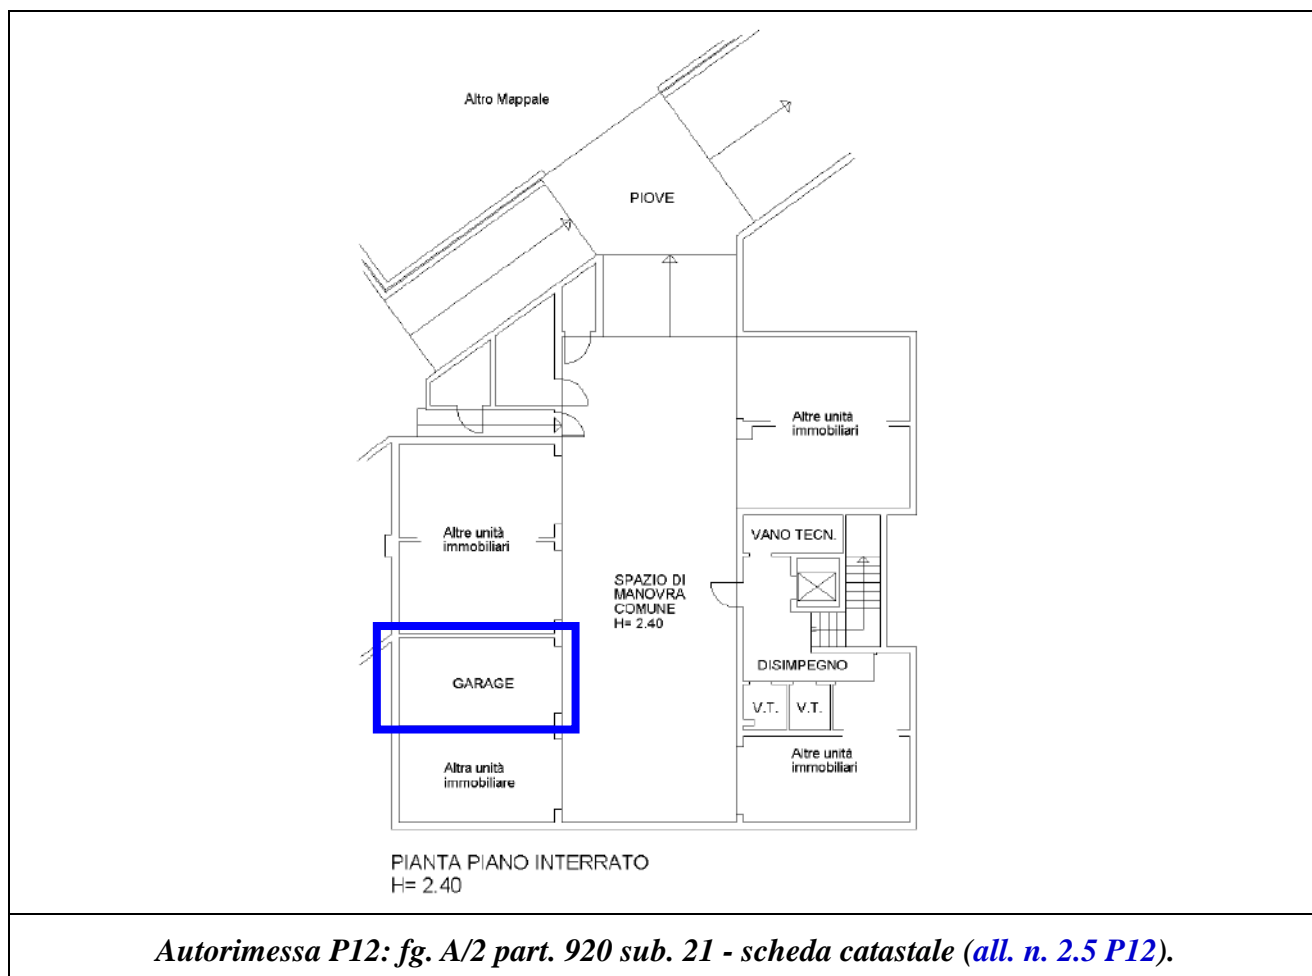 Altro Mappale
PIOVE
Altre unità
immobiliari
Altre unità
immobiliari
VANO TECN.
SPAZIO DI
MANOVRA
COMUNE
H= 2.40
DISIMPEGNO
GARAGE
V.T.
V.T.
Altre unità
immobiliari
Altra unità
immobiliare
PIANTA PIANO INTERRATO
H= 2.40
Autorimessa P12: fg. A/2 part. 920 sub. 21 - scheda catastale (all. n. 2.5 P12).